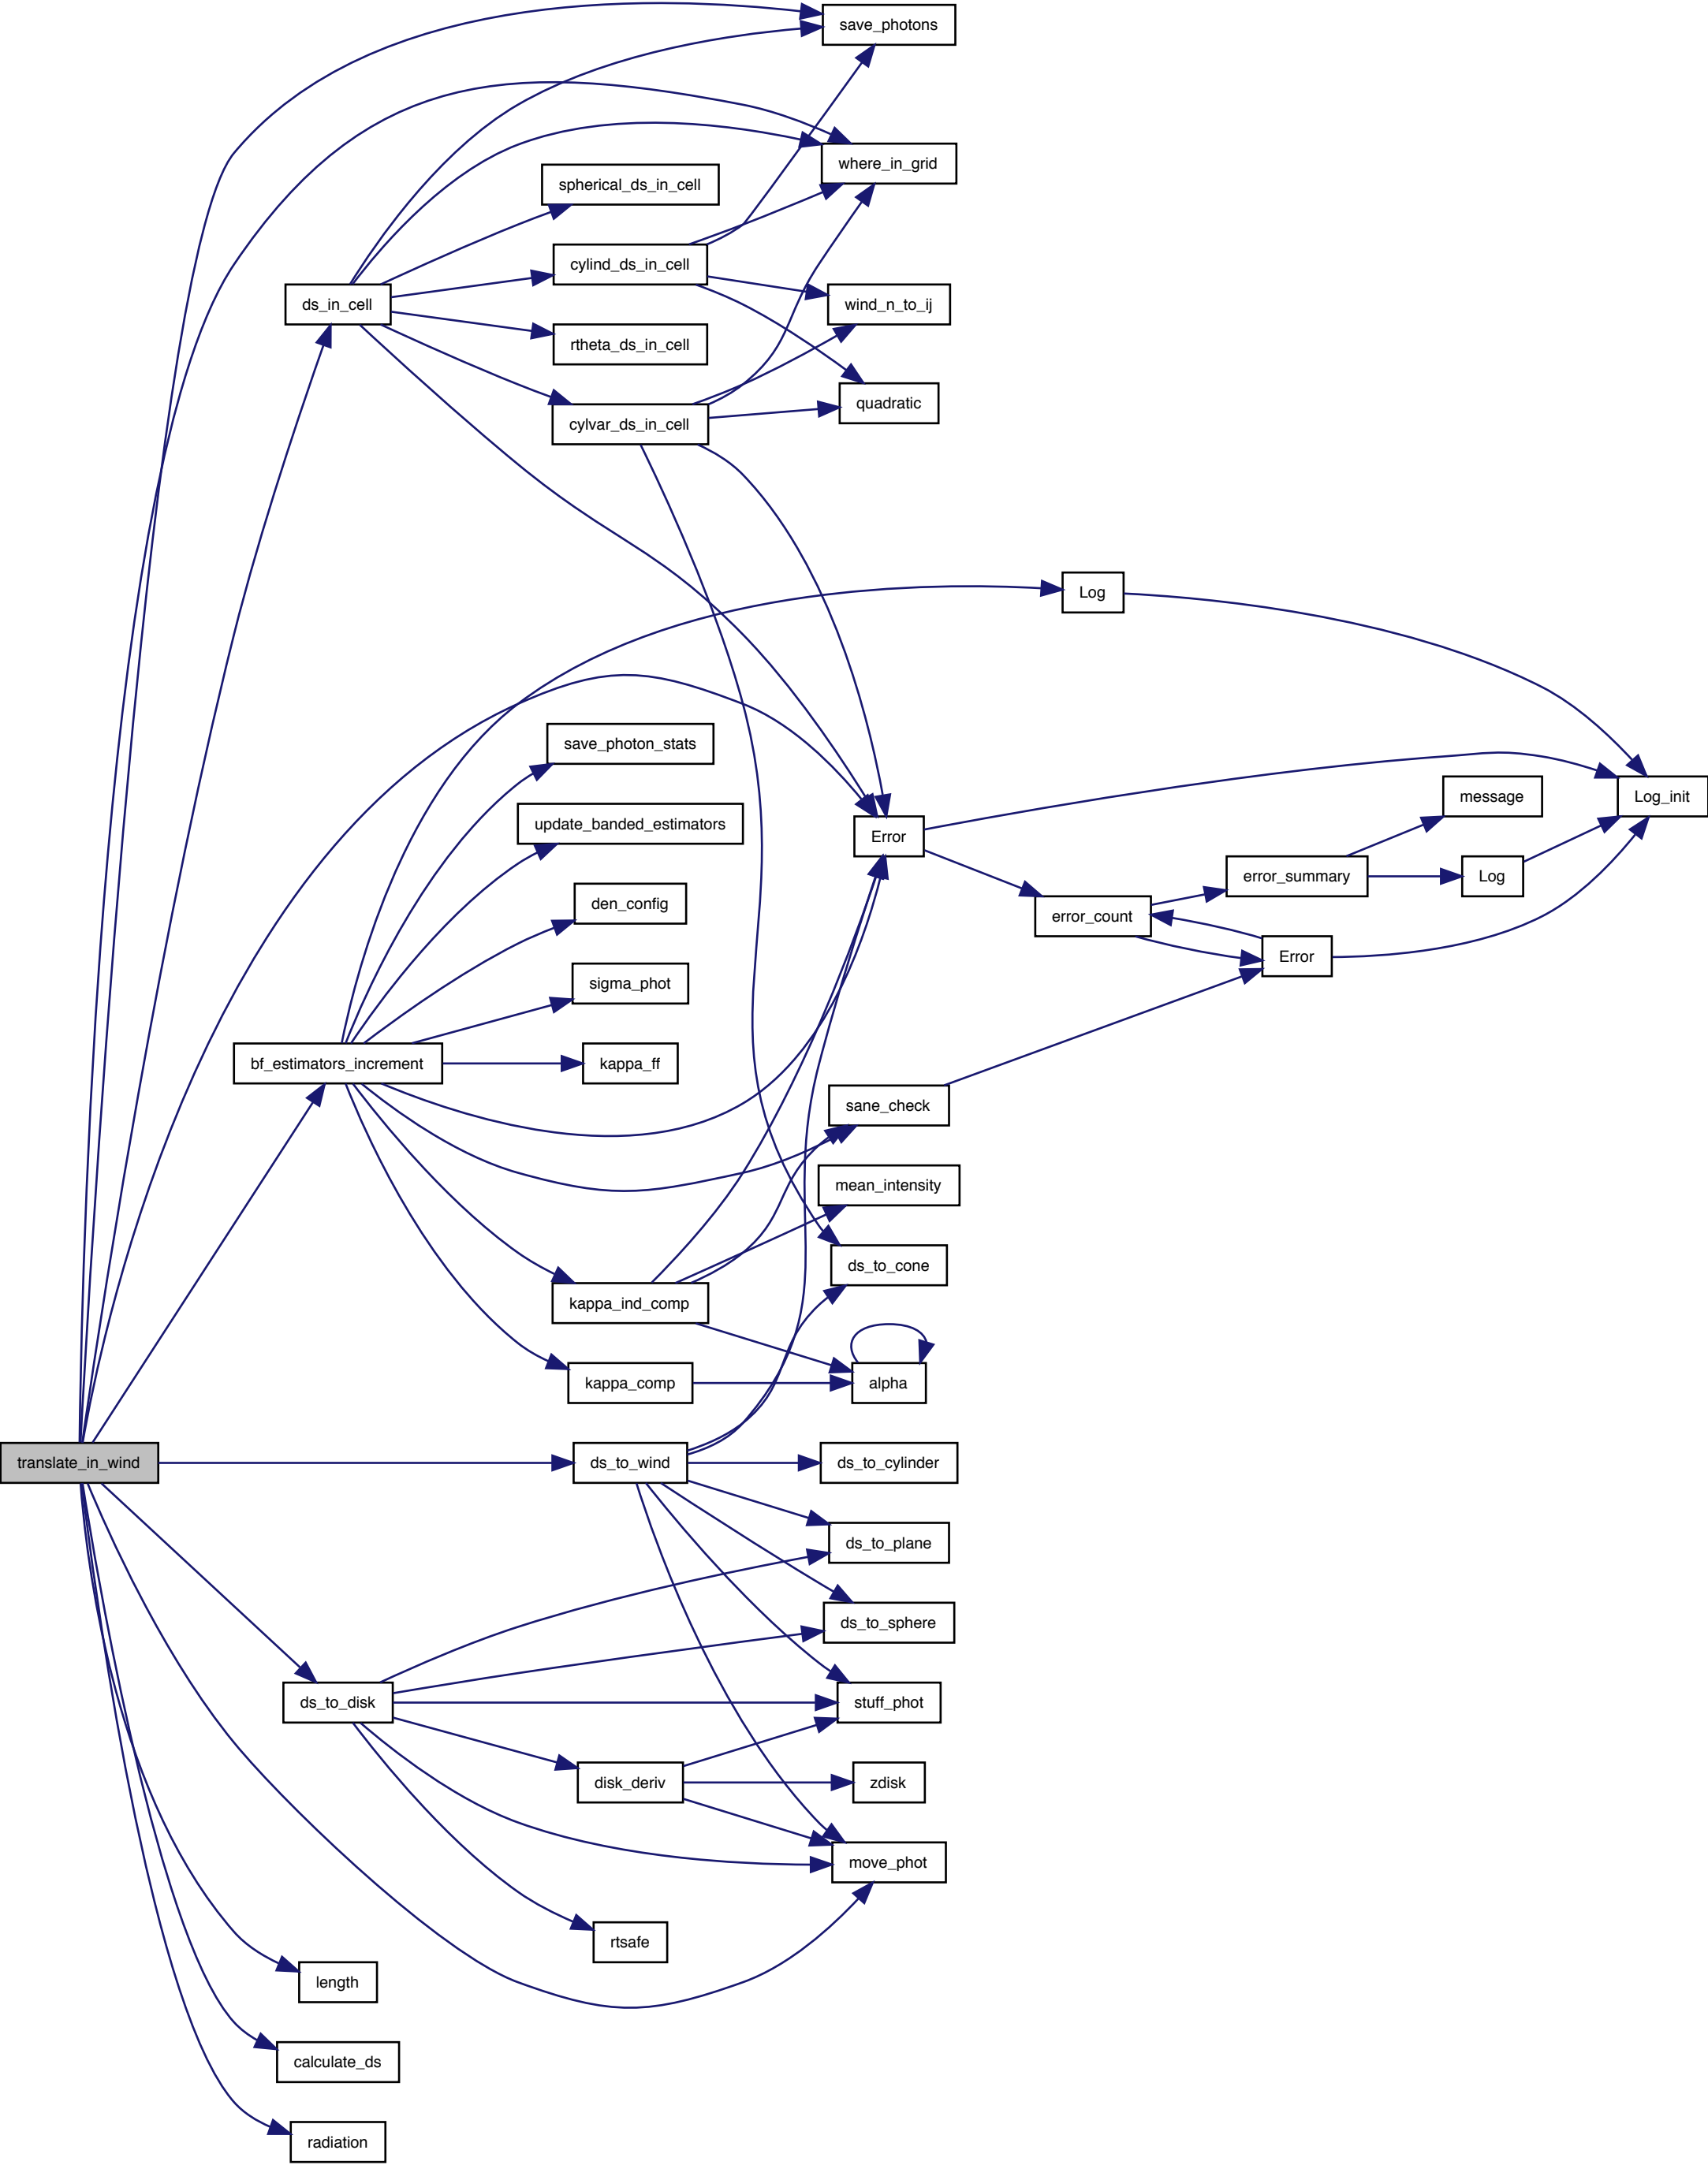 save_photons
where_in_grid
spherical_ds_in_cell
cylind_ds_in_cell
ds_in_cell
wind_n_to_ij
rtheta_ds_in_cell
quadratic
cylvar_ds_in_cell
Log
save_photon_stats
message
Log_init
update_banded_estimators
Error
error_summary
Log
den_config
error_count
Error
sigma_phot
bf_estimators_increment
kappa_ff
sane_check
mean_intensity
ds_to_cone
kappa_ind_comp
kappa_comp
alpha
translate_in_wind
ds_to_wind
ds_to_cylinder
ds_to_plane
ds_to_sphere
ds_to_disk
stuff_phot
disk_deriv
zdisk
move_phot
rtsafe
length
calculate_ds
radiation